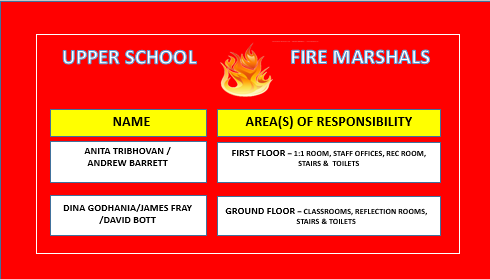 UPPER SCHOOL FIRE MARSHALS
NAME
AREA(S) OF RESPONSIBILITY
ANITA TRIBHOVAN /
ANDREW BARRETT
FIRST FLOOR – 1:1 ROOM, STAFF OFFICES, REC ROOM,
STAIRS & TOILETS
DINA GODHANIA/JAMES FRAY
/DAVID BOTT
GROUND FLOOR – CLASSROOMS, REFLECTION ROOMS,
STAIRS & TOILETS